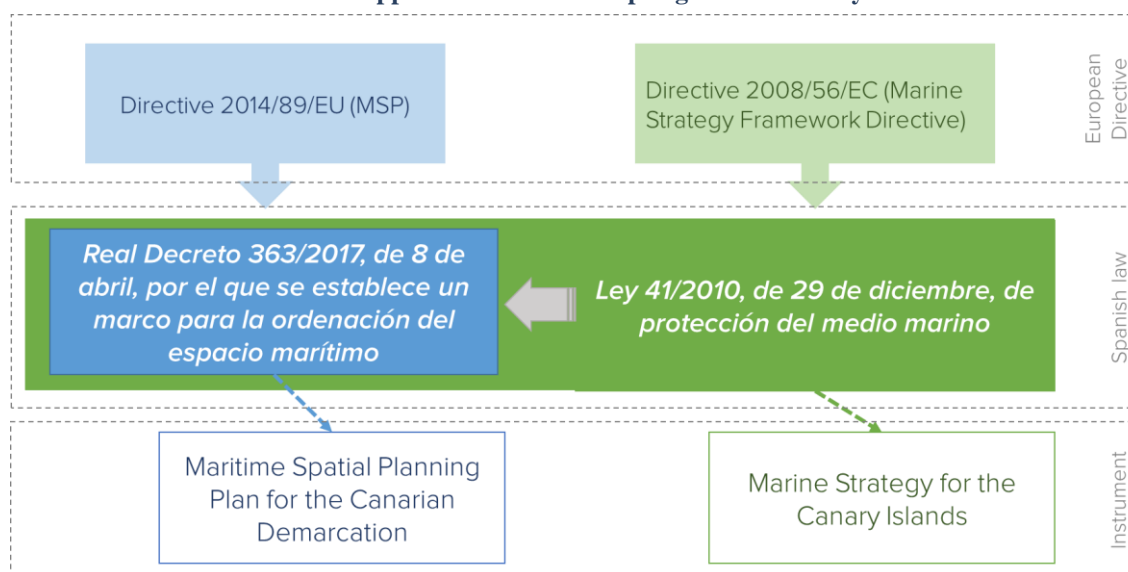 Directive 2014/89/EU (MSP)
Directive 2008/56/EC (Marine
Strategy Framework Directive)
European
Directive
Real Decreto 363/2017, de 8 de
abril, por el que se establece un
marco para la ordenación del
espacio marítimo
Ley 41/2010, de 29 de diciembre, de
protección del medio marino
Spanish law
Maritime Spatial Planning
Plan for the Canarian
Demarcation
Marine Strategy for the
Canary Islands
Instrument